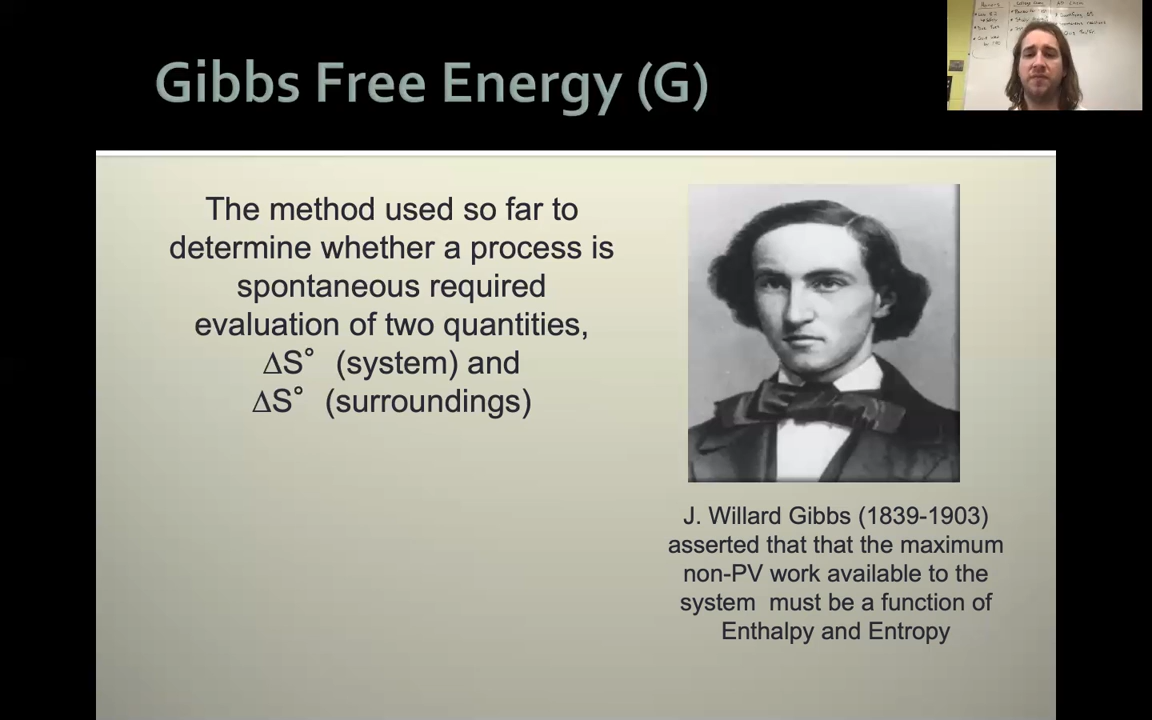 Gibbs Free Energy (G)
The method used so far to
determine whether a process is
spontaneous required
evaluation of two quantities,
ΔS° (system) and
ΔS° (surroundings)
J. Willard Gibbs (1839-1903)
asserted that that the maximum
non-PV work available to the
system must be a function of
Enthalpy and Entropy